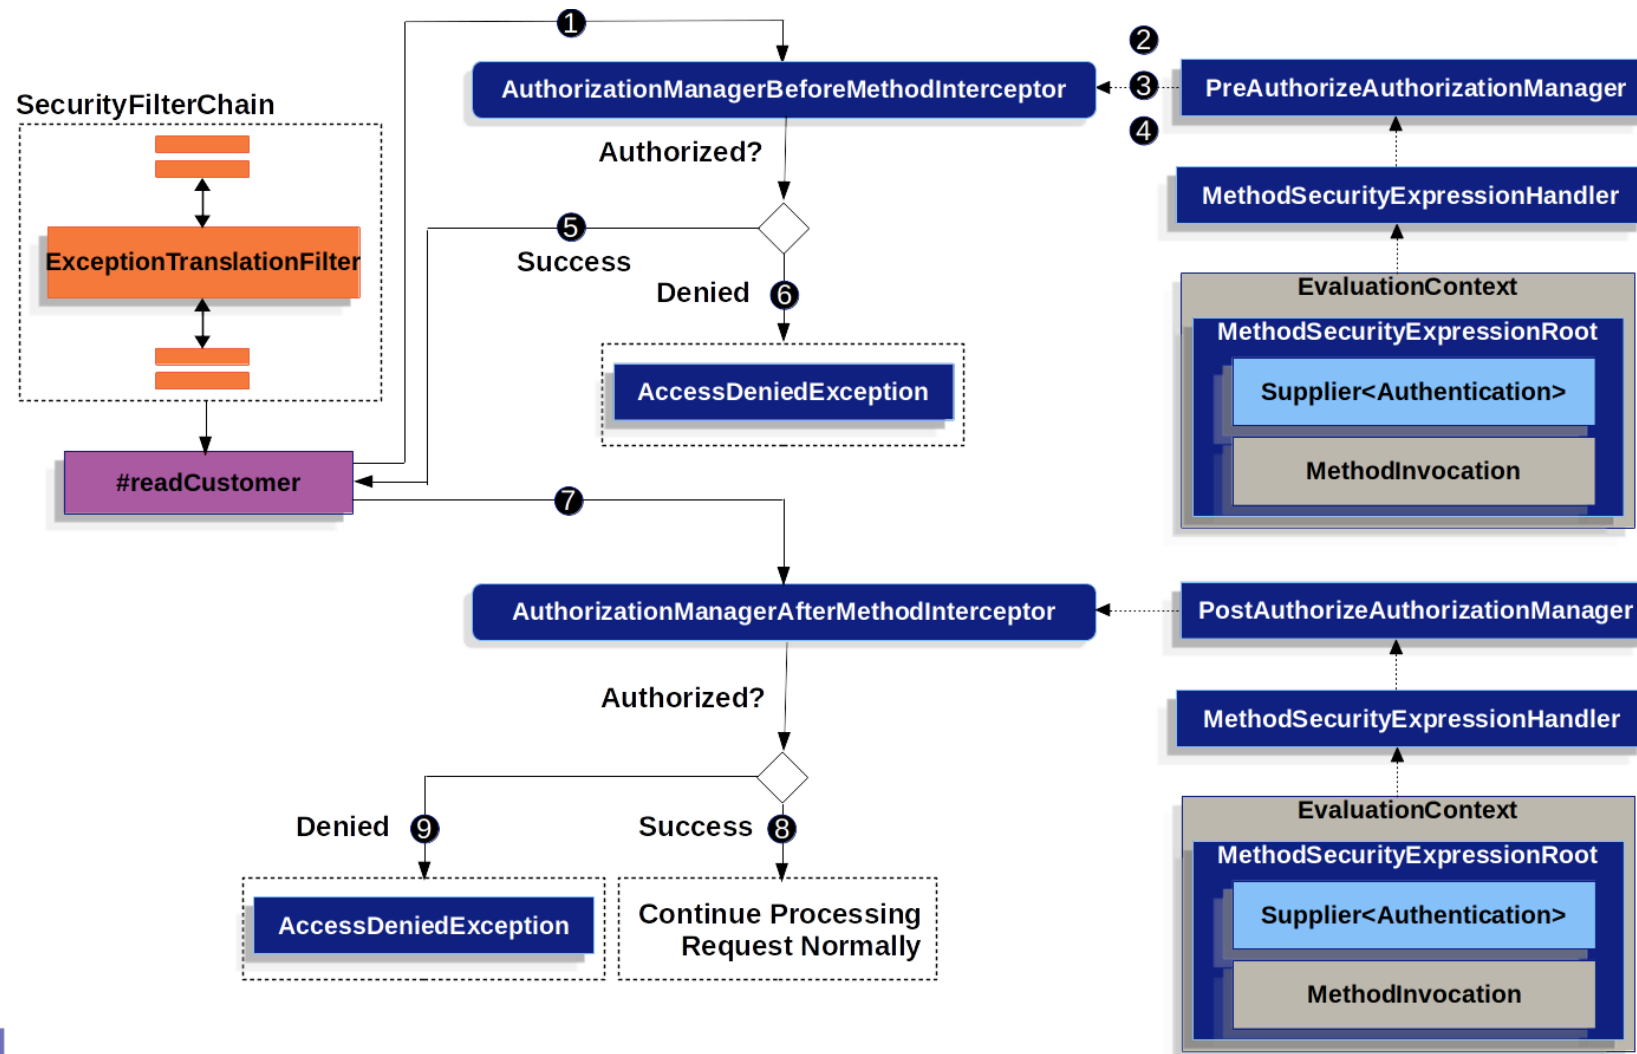 1
2
AuthorizationManagerBeforeMethodInterceptor
3
PreAuthorizeAuthorizationManager
SecurityFilterChain
4
Authorized?
MethodSecurityExpressionHandler
5
Success
ExceptionTranslationFilter
Denied
6
EvaluationContext
MethodSecurityExpressionRoot
AccessDeniedException
Supplier<Authentication>
MethodInvocation
#readCustomer
7
AuthorizationManagerAfterMethodInterceptor
PostAuthorizeAuthorizationManager
Authorized?
MethodSecurityExpressionHandler
Denied
9
Success
8
EvaluationContext
MethodSecurityExpressionRoot
AccessDeniedException
Continue Processing
Request Normally
Supplier<Authentication>
MethodInvocation